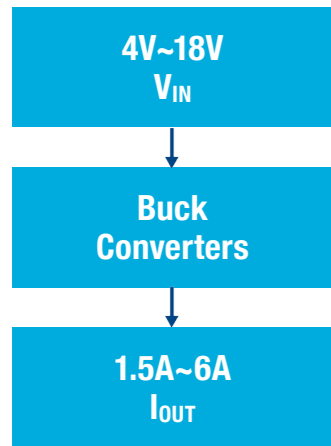 4V~18V
VIN
Buck
Converters
1.5A~6A
IOUT